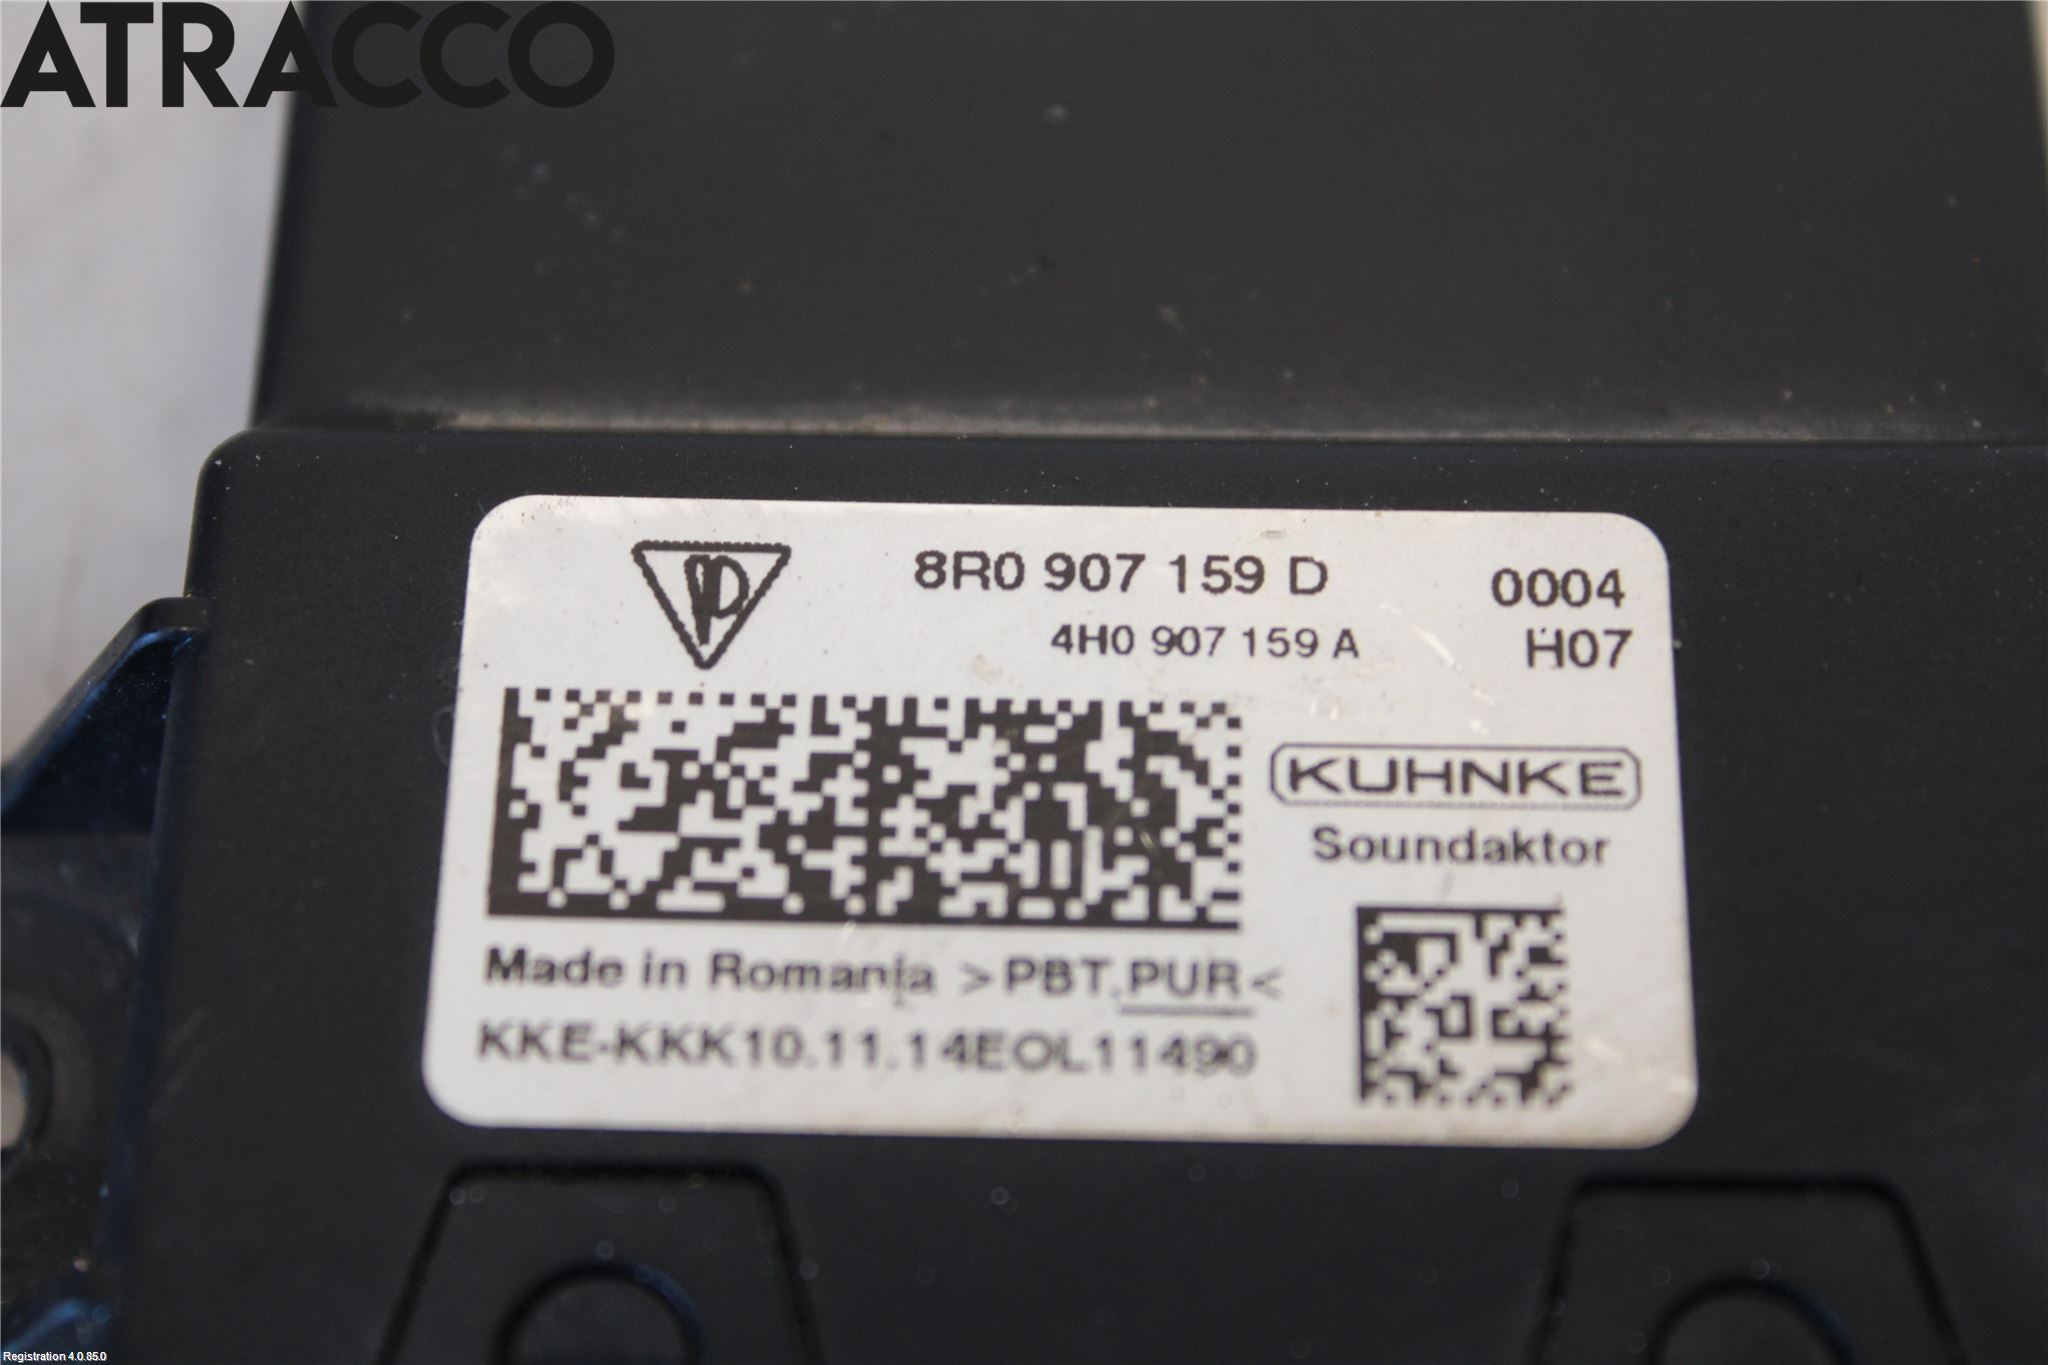 ATRACCO
8R0 907 159 D 0004
4H0 907 159 A H07
KUHNKE
Soundaktor
Made in Romania >PBT.PUR<
KKE-KKK10.11.14EOL11490
Registration 4.0.85.0